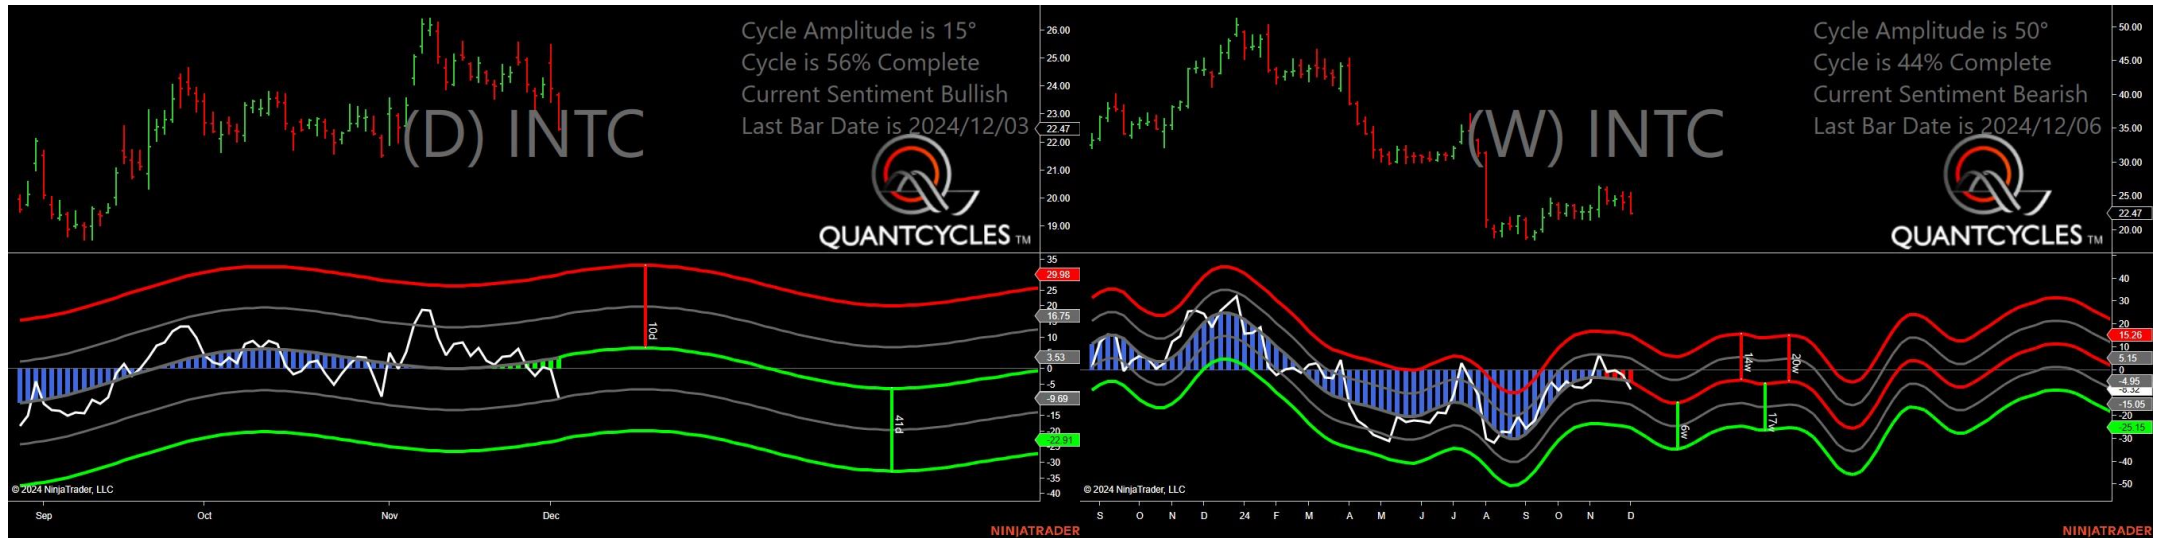 Cycle Amplitude is 15°
Cycle is 56% Complete
Current Sentiment Bullish
Last Bar Date is 2024/12/03
(D) INTC
QUANTCYCLES TM
26.00
25.00
24.00
23.00
22.47
22.00
21.00
20.00
19.00
35
29.98
25
20
16.75
15
10
5
3.53
0
-5
-9.69
-15
-20
-22.91
-30
-35
-40
10d
41d
© 2024 NinjaTrader, LLC
Sep Oct Nov Dec
NINJATRADER
Cycle Amplitude is 50°
Cycle is 44% Complete
Current Sentiment Bearish
Last Bar Date is 2024/12/06
(W) INTC
QUANTCYCLES TM
50.00
45.00
40.00
35.00
30.00
25.00
22.47
20.00
40
30
20
15.26
10
5.15
0
-4.95
-8.32
-15.05
-20
-25.15
-30
-40
-50
6w
14w
17w
20w
© 2024 NinjaTrader, LLC
S O N D 24 F M A M J J A S O N D
NINJATRADER